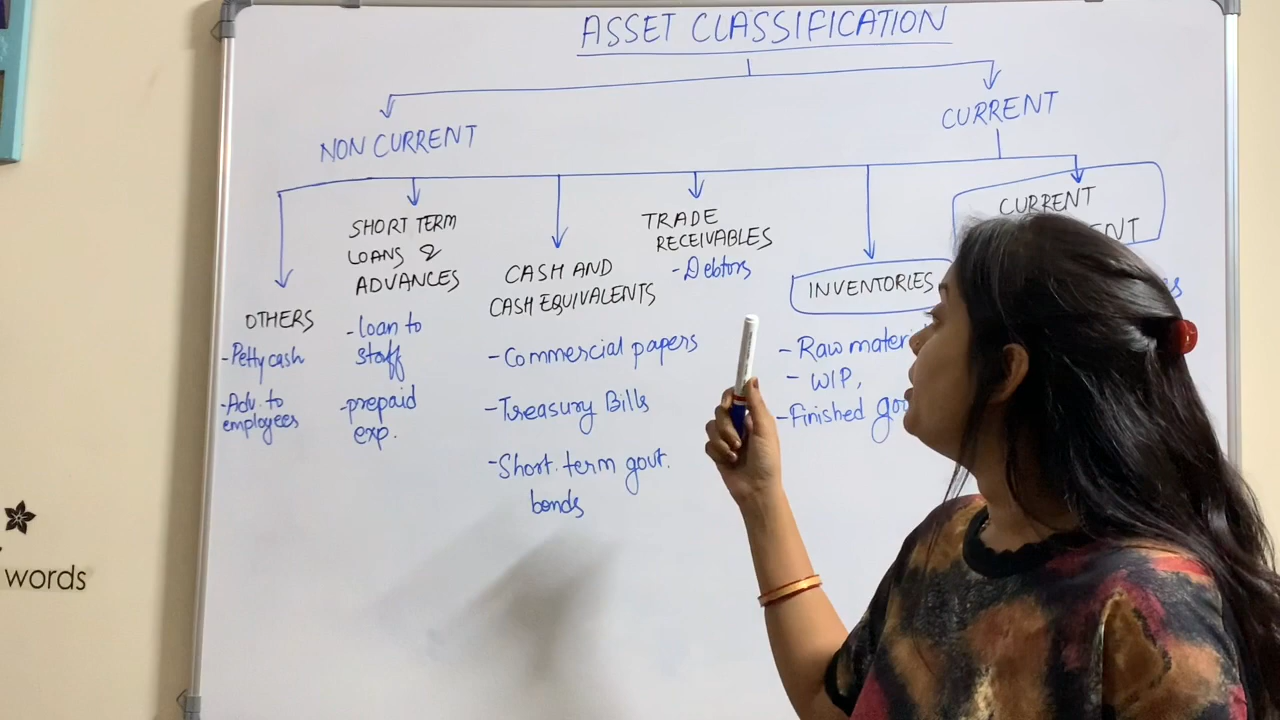 ASSET CLASSIFICATION
NON CURRENT
CURRENT
OTHERS
-Petty cash
-Adv. to
employees
SHORT TERM
LOANS &
ADVANCES
-loan to
staff
-prepaid
exp.
CASH AND
CASH EQUIVALENTS
-Commercial papers
-Treasury Bills
-Short. term govt.
bonds
TRADE
RECEIVABLES
-Debtors
INVENTORIES
-Raw
-WIP,
-Finished
CURRENT
words